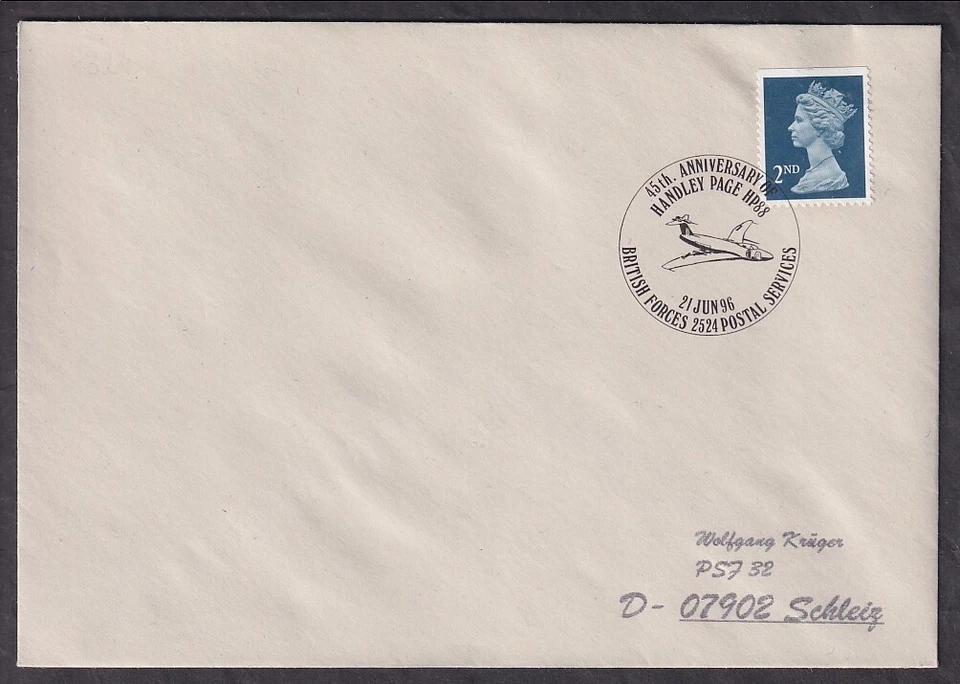 2ND
45th. ANNIVERSARY OF
HANDLEY PAGE HP88
21 JUN 96
BRITISH FORCES 2524 POSTAL SERVICES
Wolfgang Krüger
PSF 32
D- 07902 Schleiz